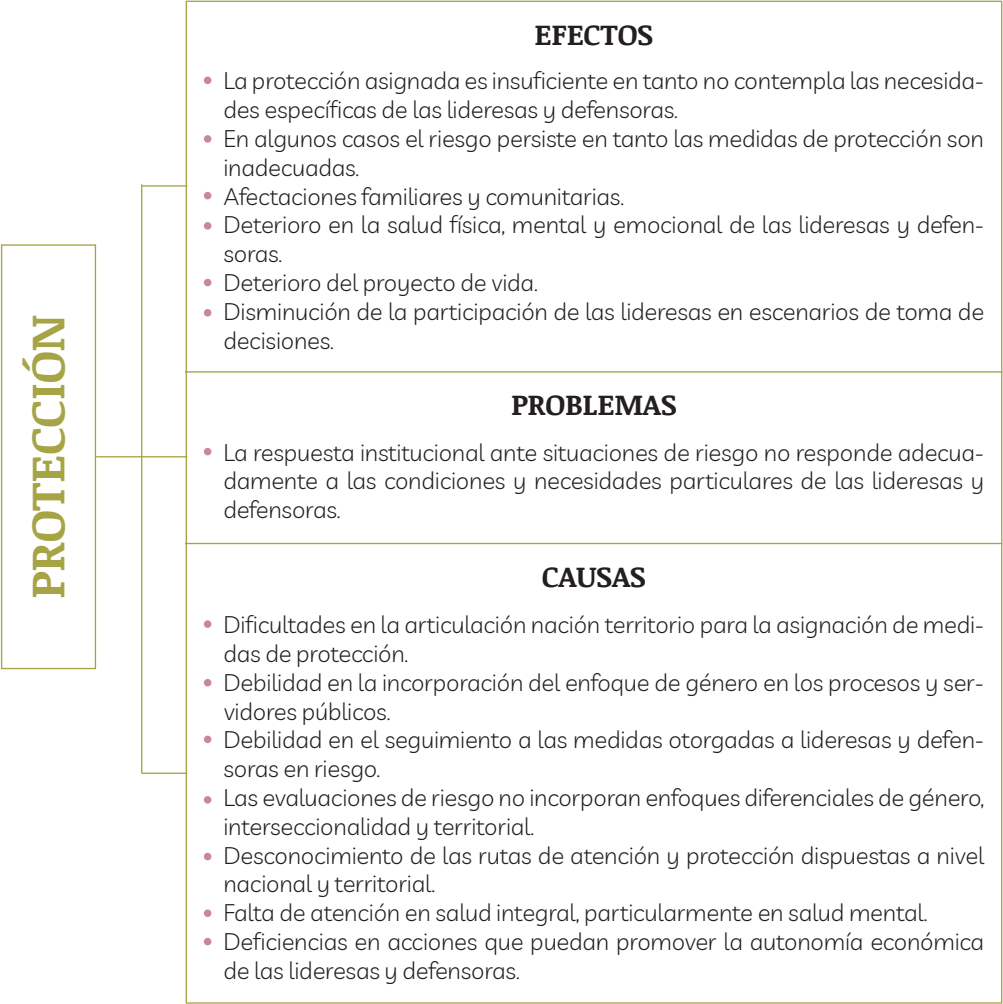 PROTECCIÓN
EFECTOS
• La protección asignada es insuficiente en tanto no contempla las necesida-
des específicas de las lideresas y defensoras.
• En algunos casos el riesgo persiste en tanto las medidas de protección son
inadecuadas.
• Afectaciones familiares y comunitarias.
• Deterioro en la salud física, mental y emocional de las lideresas y defen-
soras.
• Deterioro del proyecto de vida.
• Disminución de la participación de las lideresas en escenarios de toma de
decisiones.
PROBLEMAS
• La respuesta institucional ante situaciones de riesgo no responde adecua-
damente a las condiciones y necesidades particulares de las lideresas y
defensoras.
CAUSAS
• Dificultades en la articulación nación territorio para la asignación de medi-
das de protección.
• Debilidad en la incorporación del enfoque de género en los procesos y ser-
vidores públicos.
• Debilidad en el seguimiento a las medidas otorgadas a lideresas y defen-
soras en riesgo.
• Las evaluaciones de riesgo no incorporan enfoques diferenciales de género,
interseccionalidad y territorial.
• Desconocimiento de las rutas de atención y protección dispuestas a nivel
nacional y territorial.
• Falta de atención en salud integral, particularmente en salud mental.
• Deficiencias en acciones que puedan promover la autonomía económica
de las lideresas y defensoras.